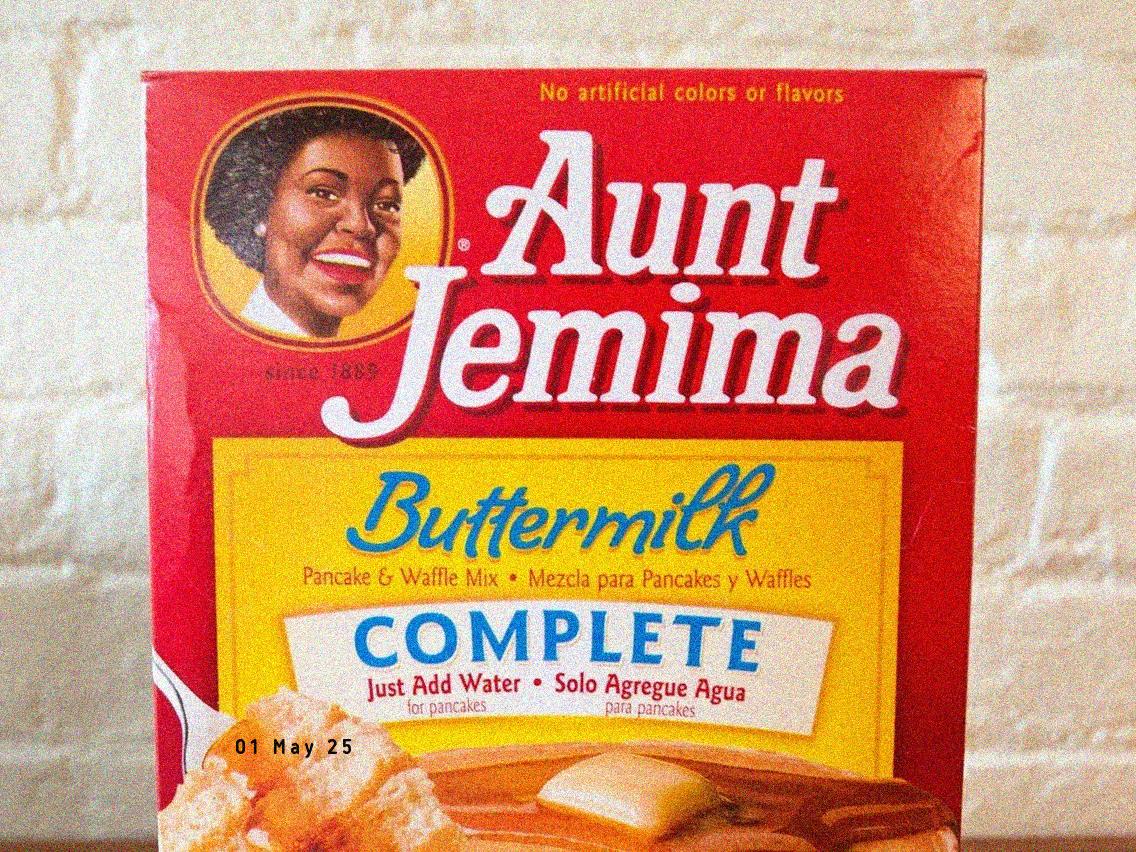 No artificial colors or flavors
Aunt
®
Jemima
since 1889
Buttermilk
Pancake & Waffle Mix • Mezcla para Pancakes y Waffles
COMPLETE
Just Add Water • Solo Agregue Agua
for pancakes para pancakes
01 May 25